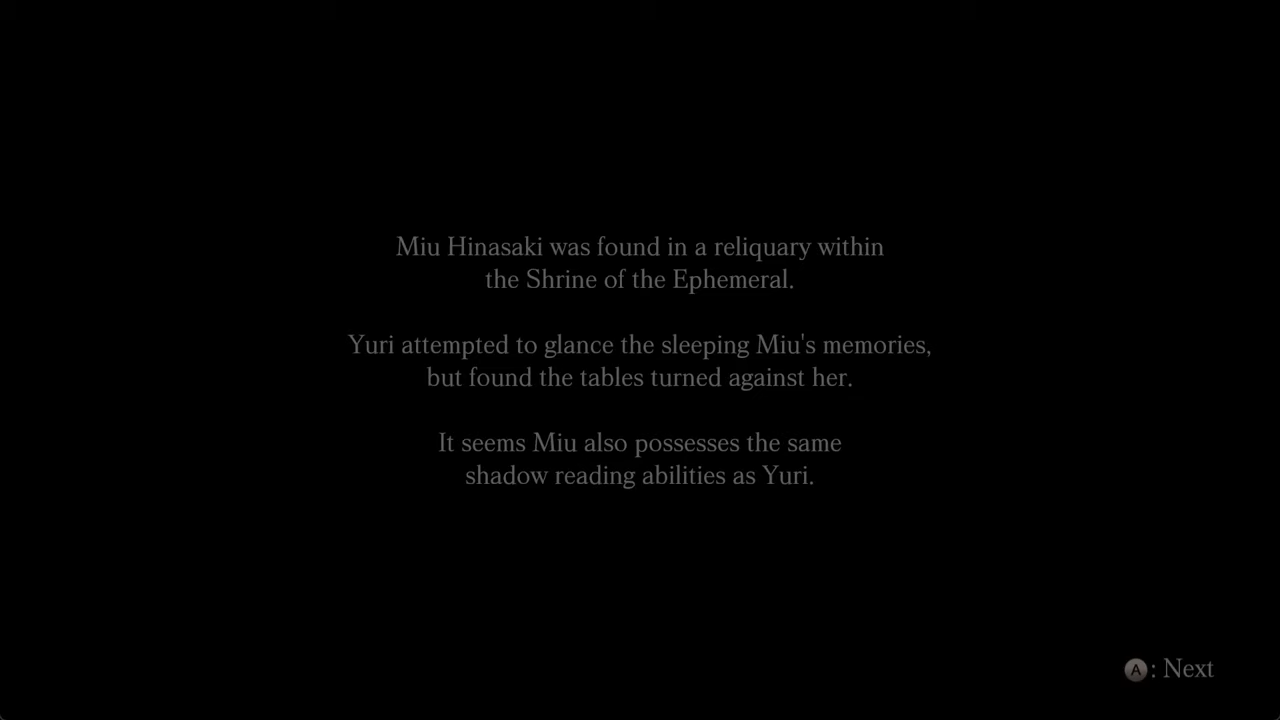 Miu Hinasaki was found in a reliquary within
the Shrine of the Ephemeral.
Yuri attempted to glance the sleeping Miu's memories,
but found the tables turned against her.
It seems Miu also possesses the same
shadow reading abilities as Yuri.
A: Next